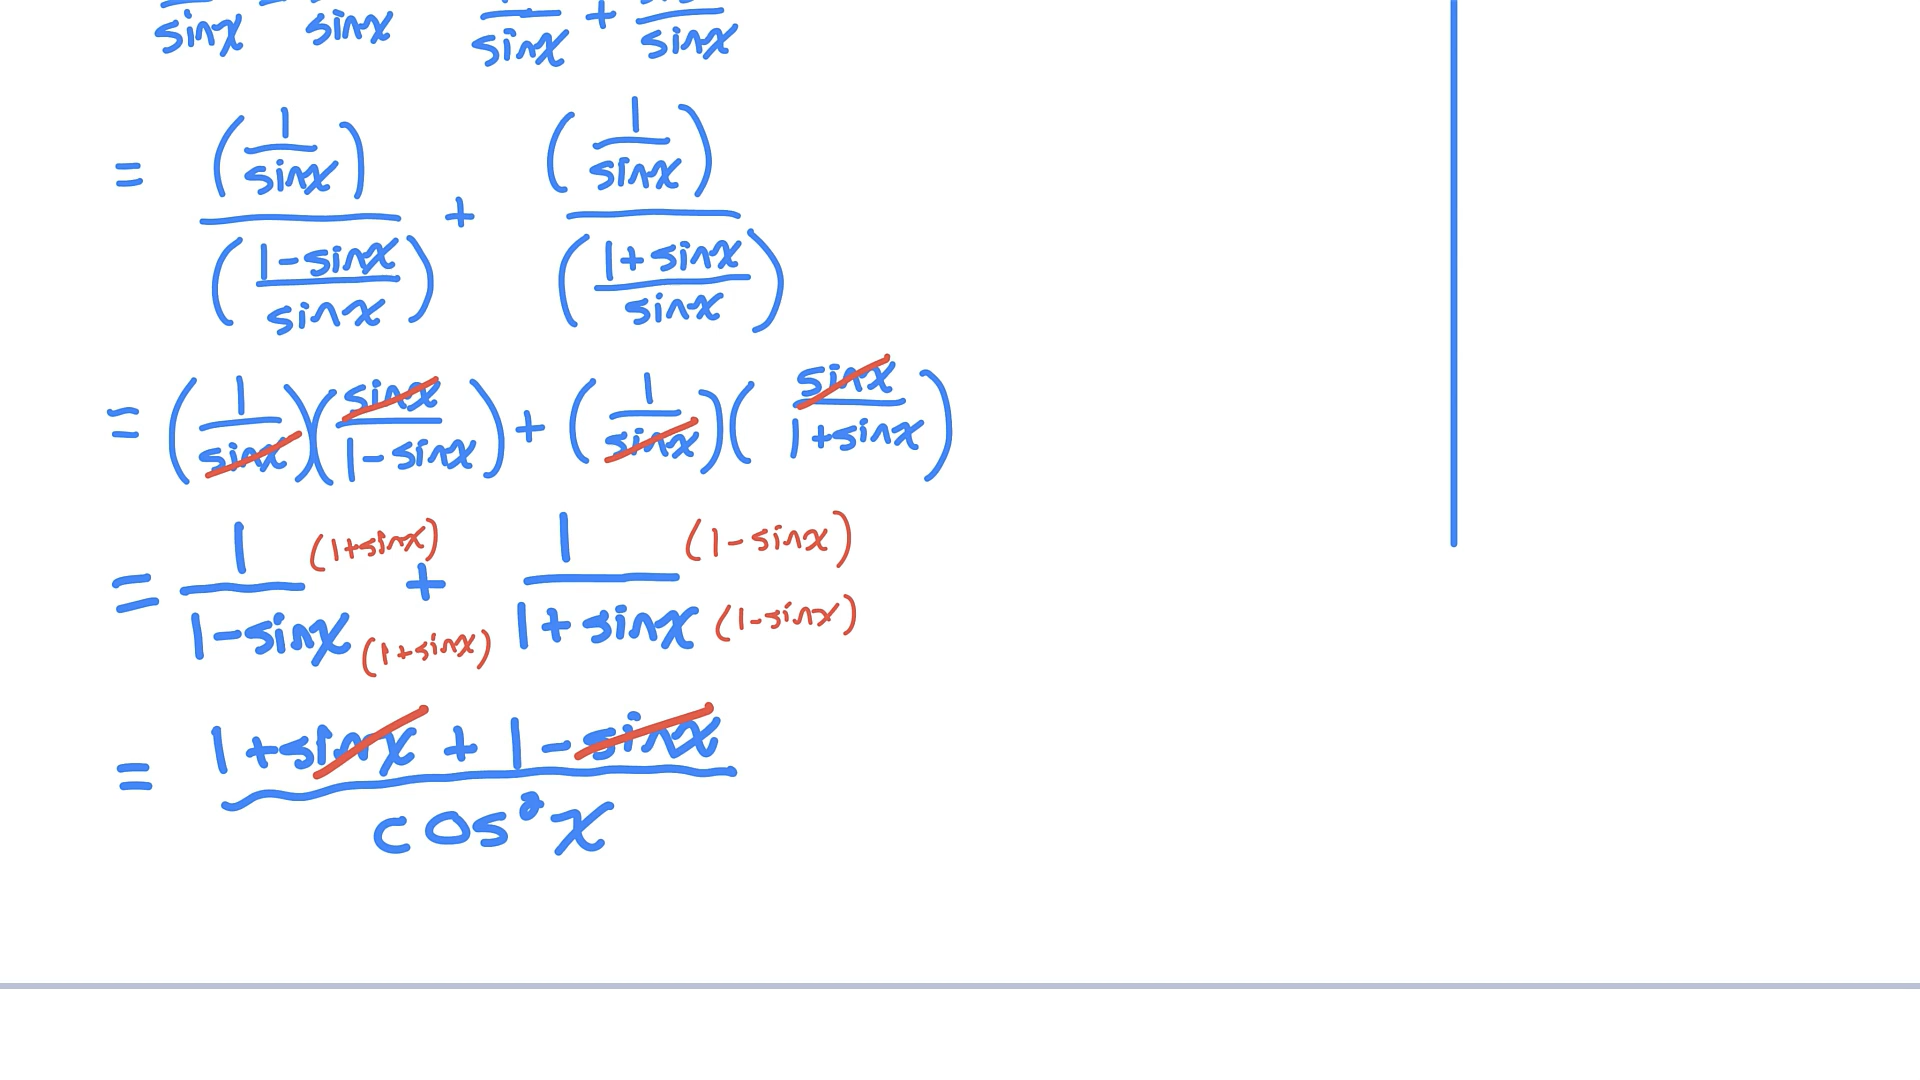 sinx - sinx   sinx + sinx
= (1/sinx)/((1-sinx)/sinx) + (1/sinx)/((1+sinx)/sinx)
= (1/sinx)(sinx/(1-sinx)) + (1/sinx)(sinx/(1+sinx))
= 1(1+sinx)/1-sinx(1+sinx) + 1(1-sinx)/1+sinx(1-sinx)
= (1+sinx+1-sinx)/cos²x